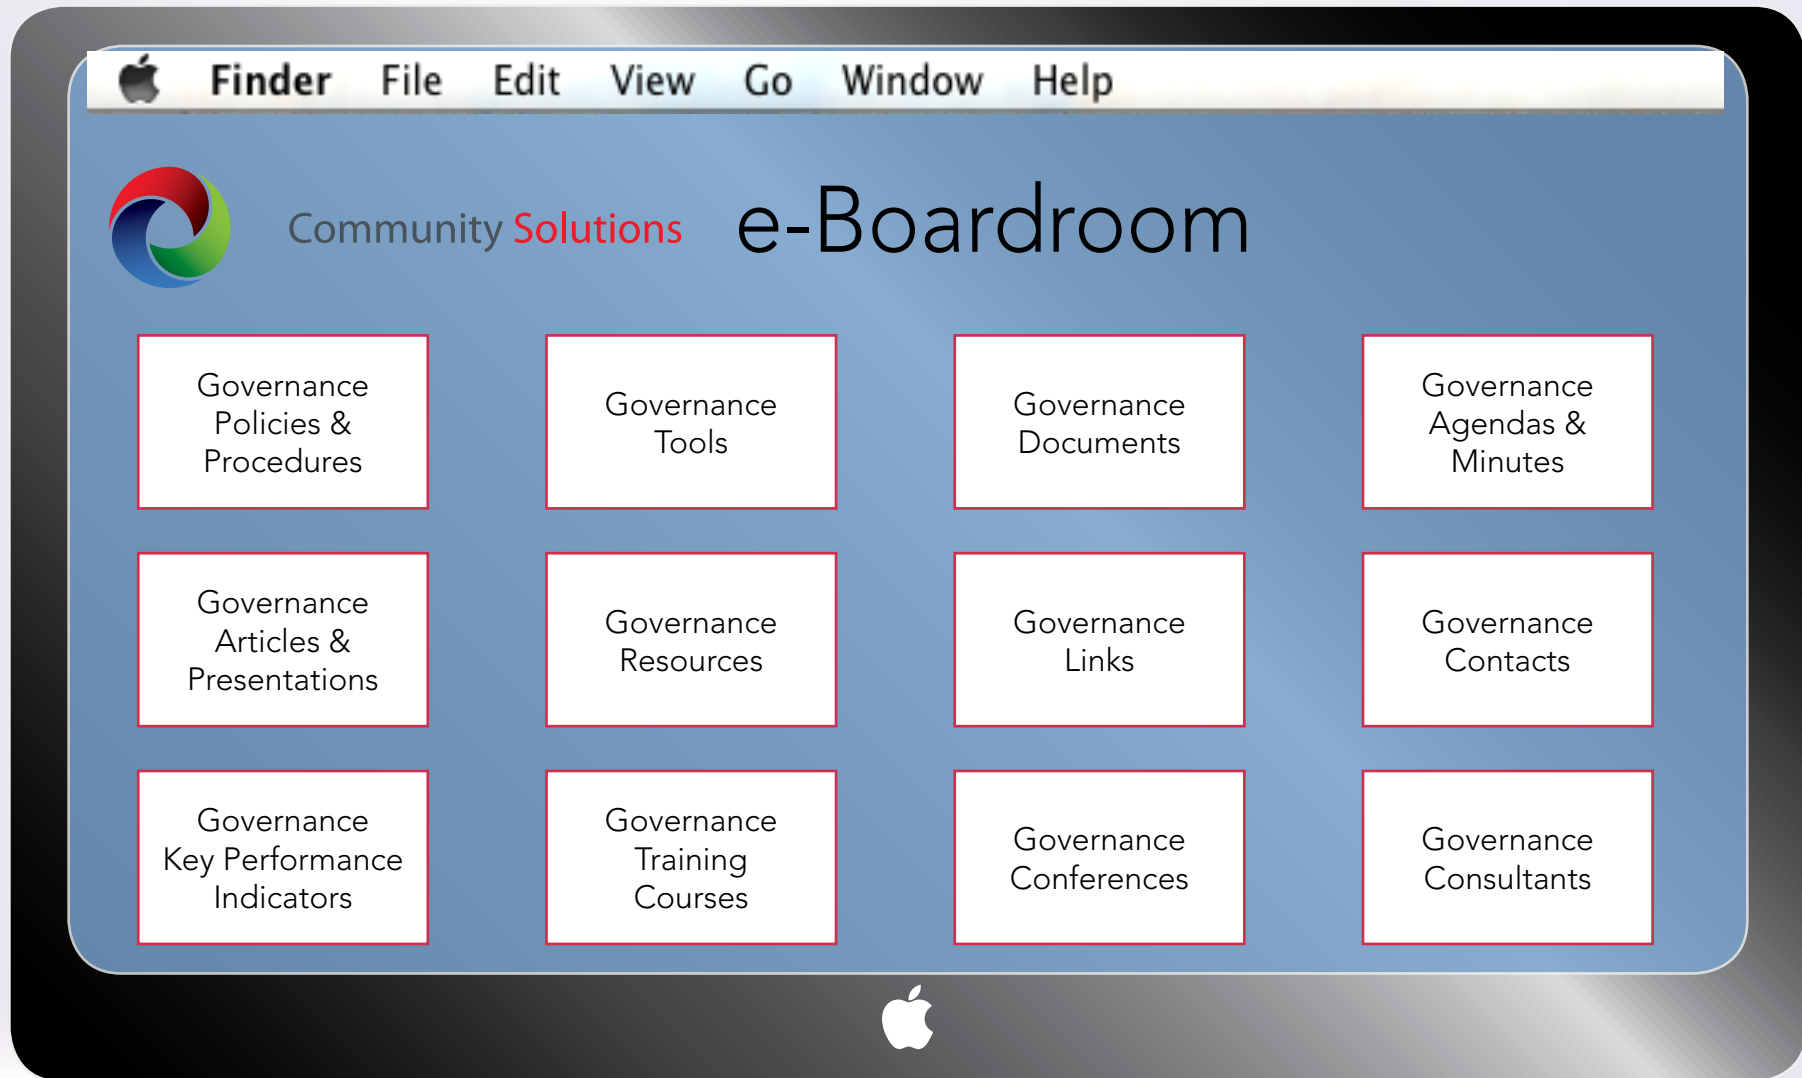 Finder File Edit View Go Window Help
Community Solutions e-Boardroom
Governance
Policies &
Procedures
Governance
Tools
Governance
Documents
Governance
Agendas &
Minutes
Governance
Articles &
Presentations
Governance
Resources
Governance
Links
Governance
Contacts
Governance
Key Performance
Indicators
Governance
Training
Courses
Governance
Conferences
Governance
Consultants